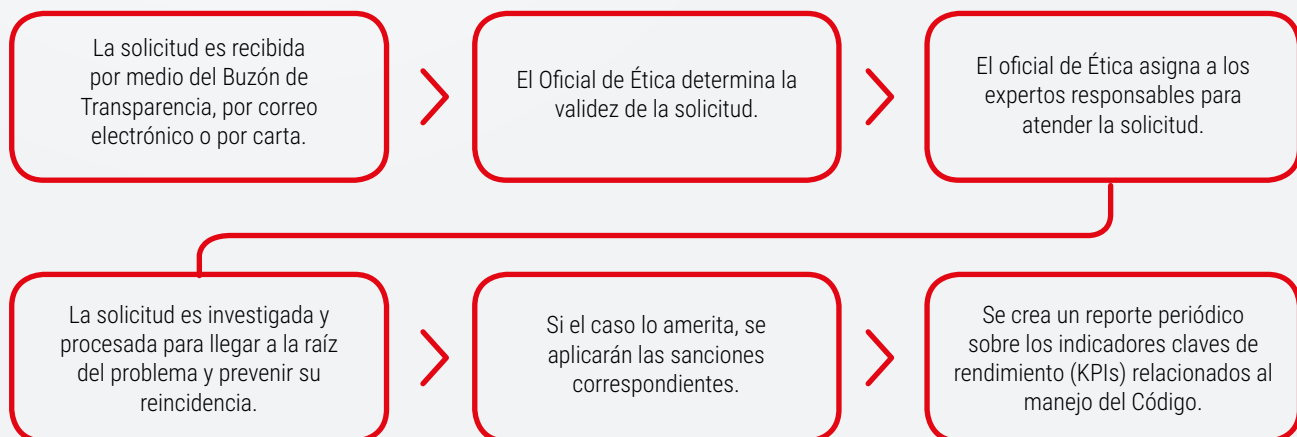 La solicitud es recibida
por medio del Buzón de
Transparencia, por correo
electrónico o por carta.
El Oficial de Ética determina la
validez de la solicitud.
El oficial de Ética asigna a los
expertos responsables para
atender la solicitud.
La solicitud es investigada y
procesada para llegar a la raíz
del problema y prevenir su
reincidencia.
Si el caso lo amerita, se
aplicarán las sanciones
correspondientes.
Se crea un reporte periódico
sobre los indicadores claves de
rendimiento (KPIs) relacionados al
manejo del Código.